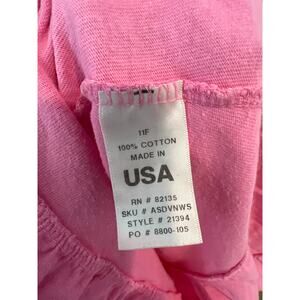 11F
100% COTTON
MADE IN
USA
RN # 82135
SKU # ASDVNWS
STYLE # 21394
PO # 8800-105